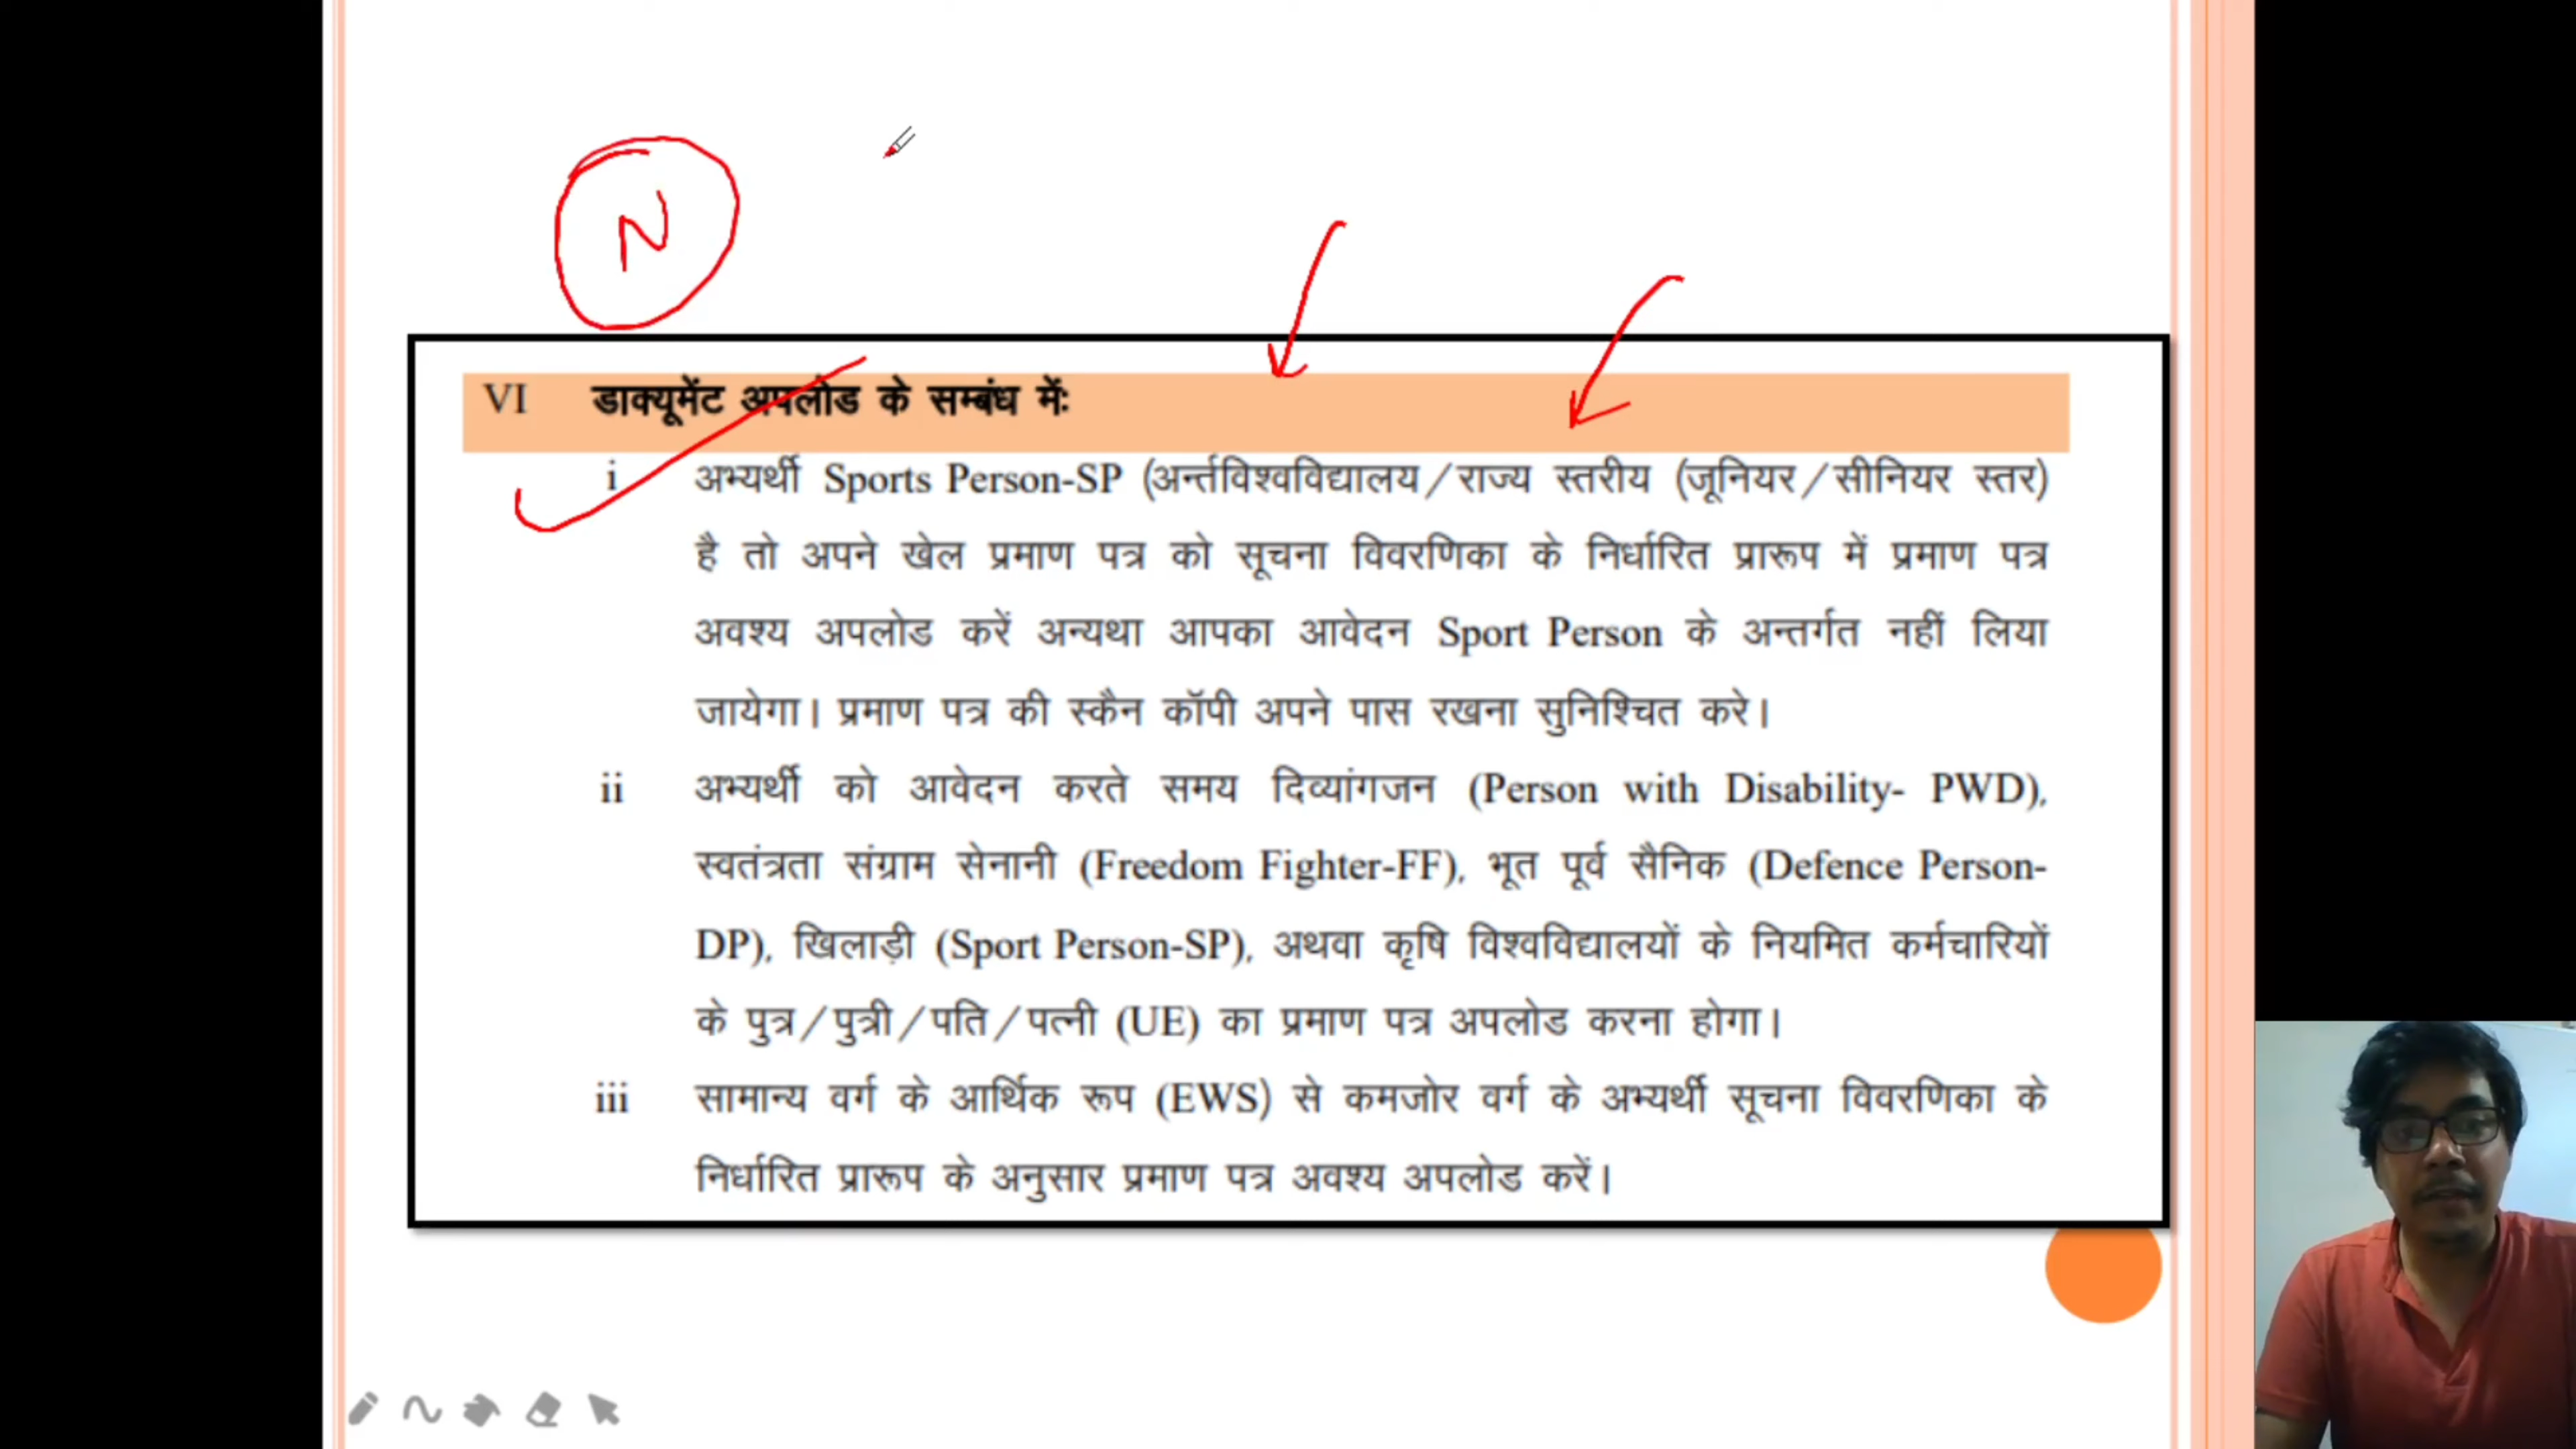 N
VI डाक्यूमेंट अपलोड के सम्बंध में:
i अभ्यर्थी Sports Person-SP (अर्न्तविश्वविद्यालय/राज्य स्तरीय (जूनियर/सीनियर स्तर)
है तो अपने खेल प्रमाण पत्र को सूचना विवरणिका के निर्धारित प्रारूप में प्रमाण पत्र
अवश्य अपलोड करें अन्यथा आपका आवेदन Sport Person के अन्तर्गत नहीं लिया
जायेगा। प्रमाण पत्र की स्कैन कॉपी अपने पास रखना सुनिश्चित करे।
ii अभ्यर्थी को आवेदन करते समय दिव्यांगजन (Person with Disability- PWD),
स्वतंत्रता संग्राम सेनानी (Freedom Fighter-FF), भूत पूर्व सैनिक (Defence Person-
DP), खिलाड़ी (Sport Person-SP), अथवा कृषि विश्वविद्यालयों के नियमित कर्मचारियों
के पुत्र/पुत्री/पति/पत्नी (UE) का प्रमाण पत्र अपलोड करना होगा।
iii सामान्य वर्ग के आर्थिक रूप (EWS) से कमजोर वर्ग के अभ्यर्थी सूचना विवरणिका के
निर्धारित प्रारूप के अनुसार प्रमाण पत्र अवश्य अपलोड करें।